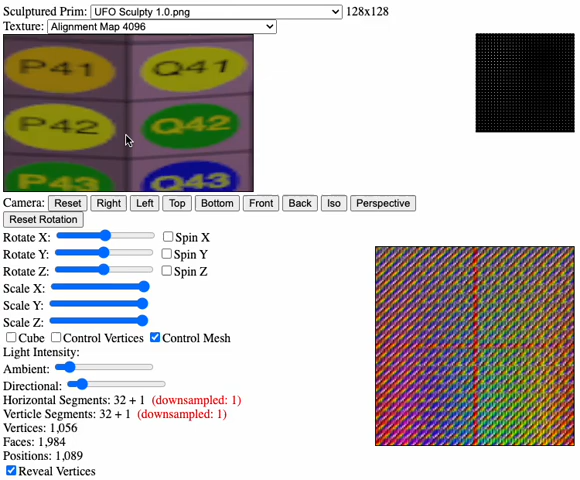 Sculptured Prim: UFO Sculpty 1.0.png 128x128
Texture: Alignment Map 4096
P41 Q41
P42 Q42
P43 Q43
Camera: Reset Right Left Top Bottom Front Back Iso Perspective
Reset Rotation
Rotate X: Spin X
Rotate Y: Spin Y
Rotate Z: Spin Z
Scale X:
Scale Y:
Scale Z:
Cube Control Vertices Control Mesh
Light Intensity:
Ambient:
Directional:
Horizontal Segments: 32 + 1 (downsampled: 1)
Verticle Segments: 32 + 1 (downsampled: 1)
Vertices: 1,056
Faces: 1,984
Positions: 1,089
Reveal Vertices